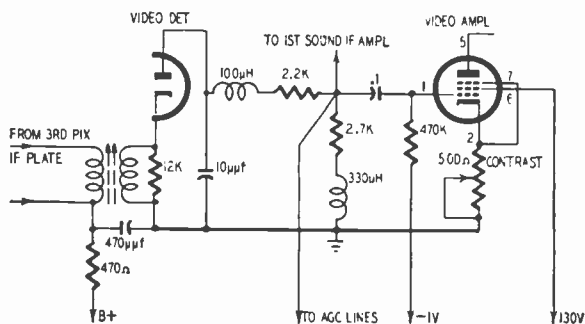 VIDEO DET
VIDEO AMPL
TO 1ST SOUND IF AMPL
5
100µH
2.2K
.1
1
7
6
FROM 3RD PIX
IF PLATE
2.7K
470K
2
500Ω
CONTRAST
12K
10µµf
330µH
470µµf
470Ω
B+
TO AGC LINES
-1V
130V